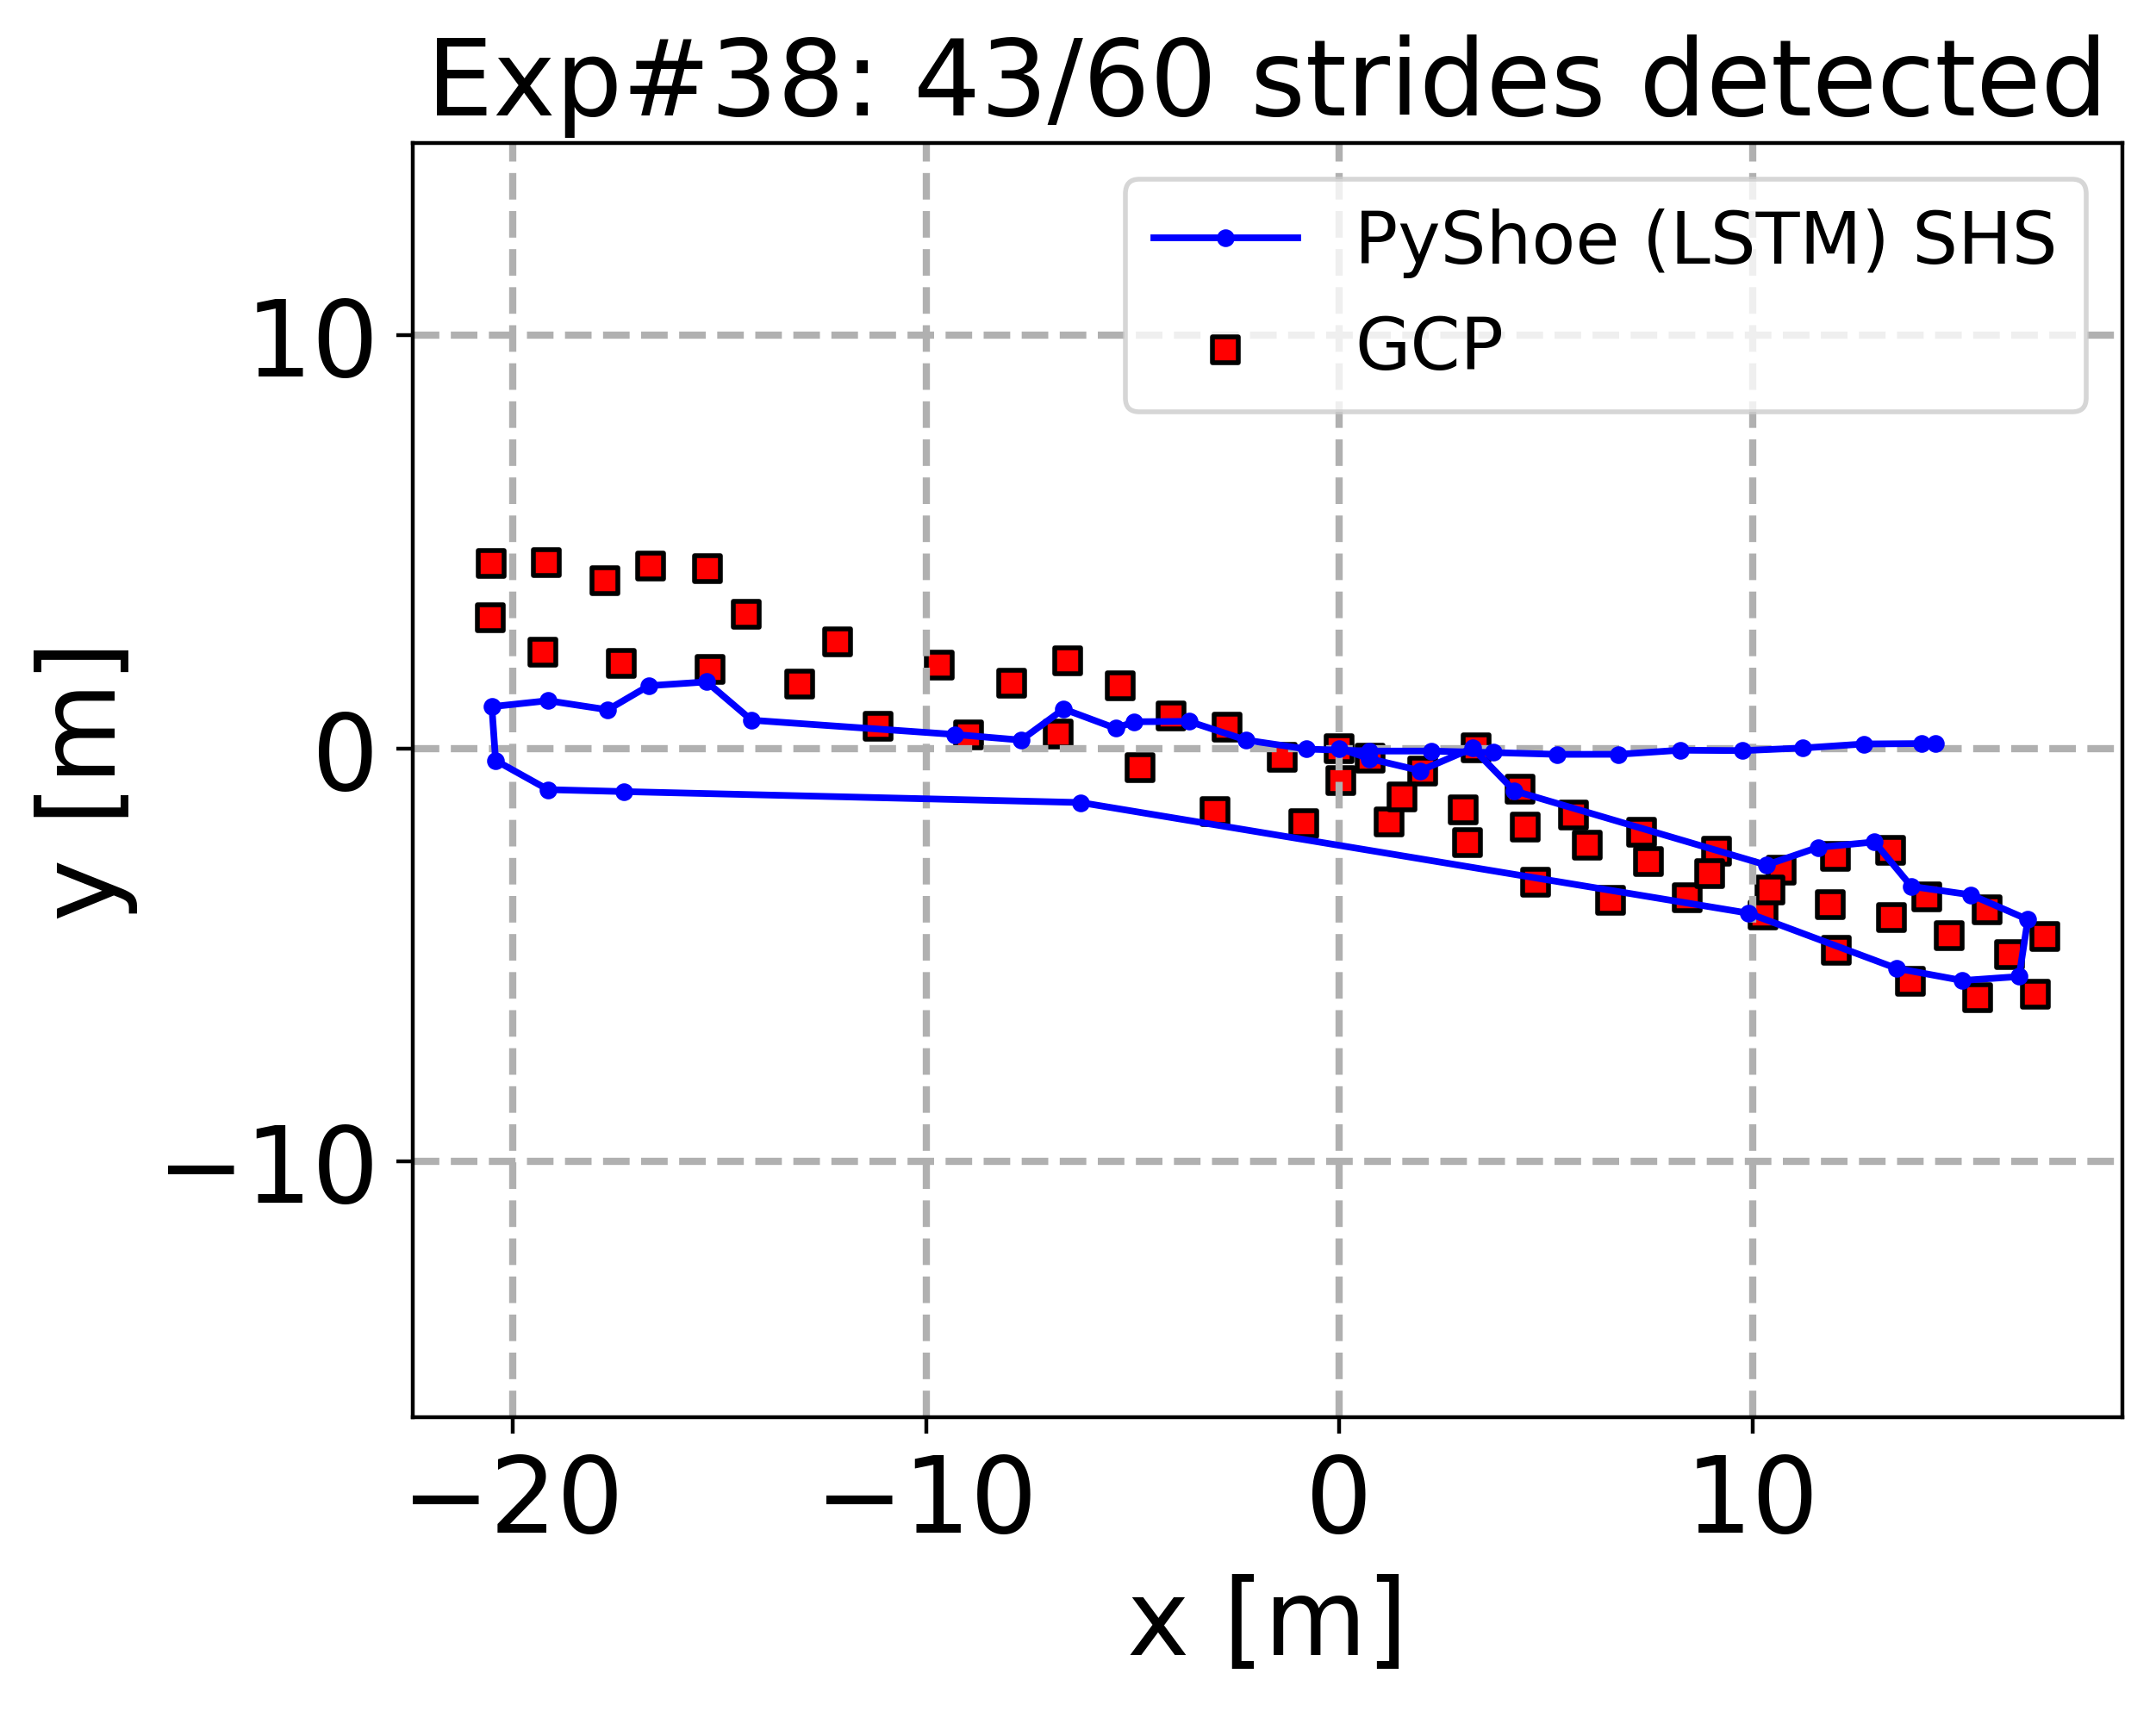 Exp#38: 43/60 strides detected
PyShoe (LSTM) SHS
GCP
10
0
−10
y [m]
−20
−10
0
10
x [m]